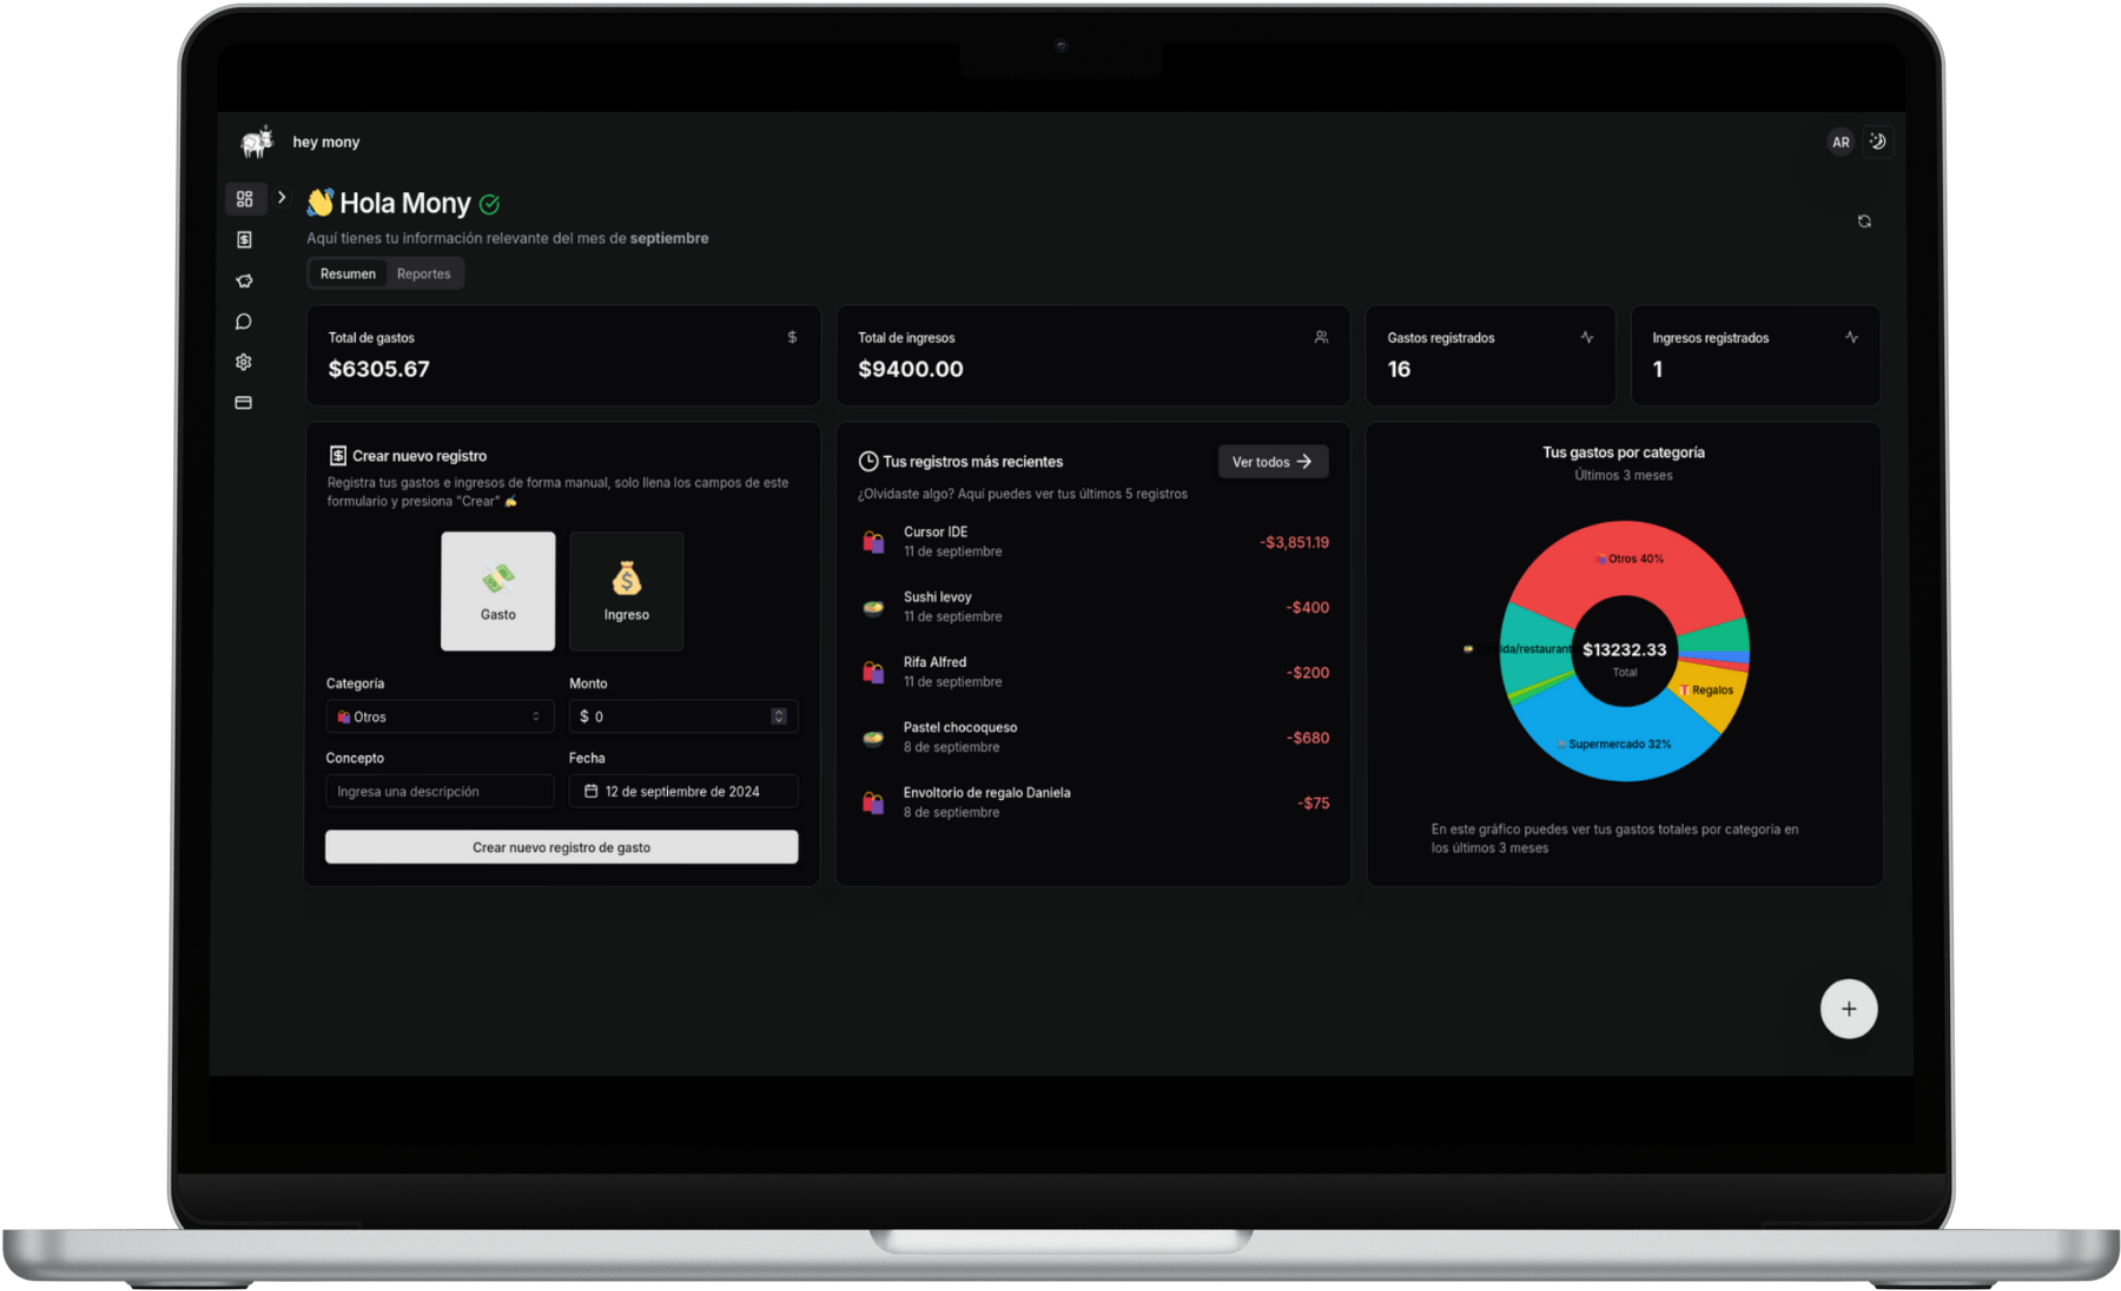 hey mony
AR
Hola Mony
Aquí tienes tu información relevante del mes de septiembre
Resumen
Reportes
Total de gastos
$
$6305.67
Total de ingresos
$9400.00
Gastos registrados
16
Ingresos registrados
1
Crear nuevo registro
Registra tus gastos e ingresos de forma manual, solo llena los campos de este
formulario y presiona "Crear"
Gasto
Ingreso
Categoría
Monto
Otros
$ 0
Concepto
Fecha
Ingresa una descripción
12 de septiembre de 2024
Crear nuevo registro de gasto
Tus registros más recientes
Ver todos
¿Olvidaste algo? Aquí puedes ver tus últimos 5 registros
Cursor IDE
11 de septiembre
-$3,851.19
Sushi levoy
11 de septiembre
-$400
Rifa Alfred
11 de septiembre
-$200
Pastel chocoqueso
8 de septiembre
-$680
Envoltorio de regalo Daniela
8 de septiembre
-$75
Tus gastos por categoría
Últimos 3 meses
Otros 40%
$13232.33
Total
Regalos
Supermercado 32%
En este gráfico puedes ver tus gastos totales por categoría en
los últimos 3 meses